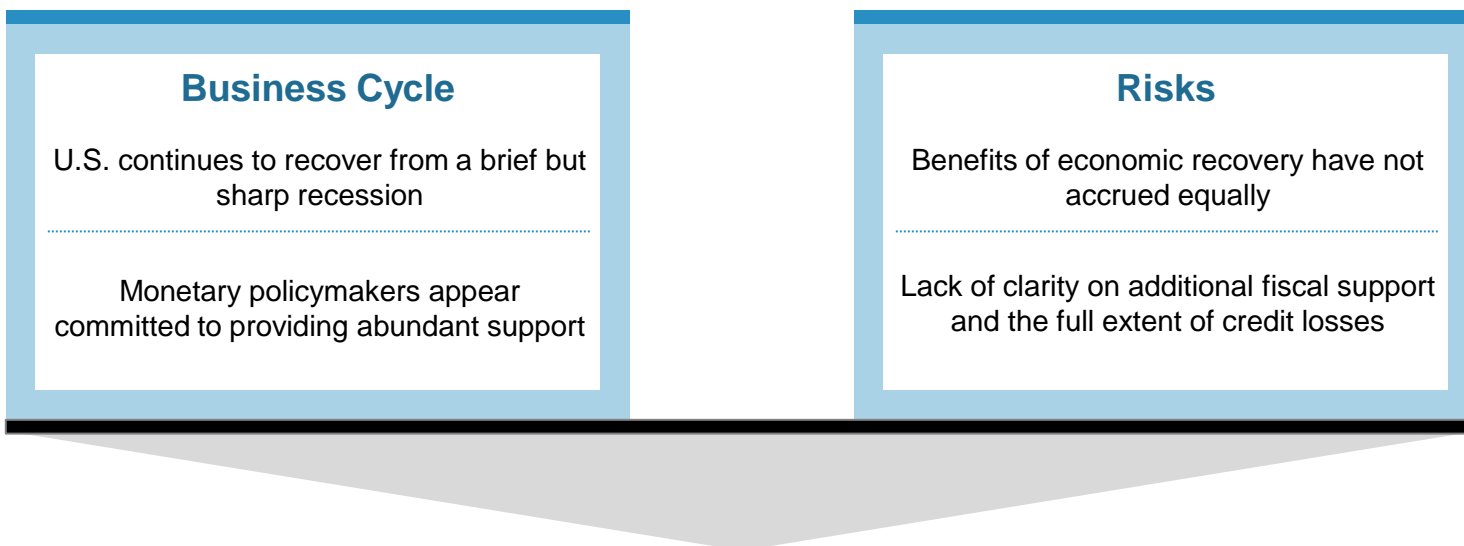 Business Cycle
U.S. continues to recover from a brief but
sharp recession
Monetary policymakers appear
committed to providing abundant support
Risks
Benefits of economic recovery have not
accrued equally
Lack of clarity on additional fiscal support
and the full extent of credit losses